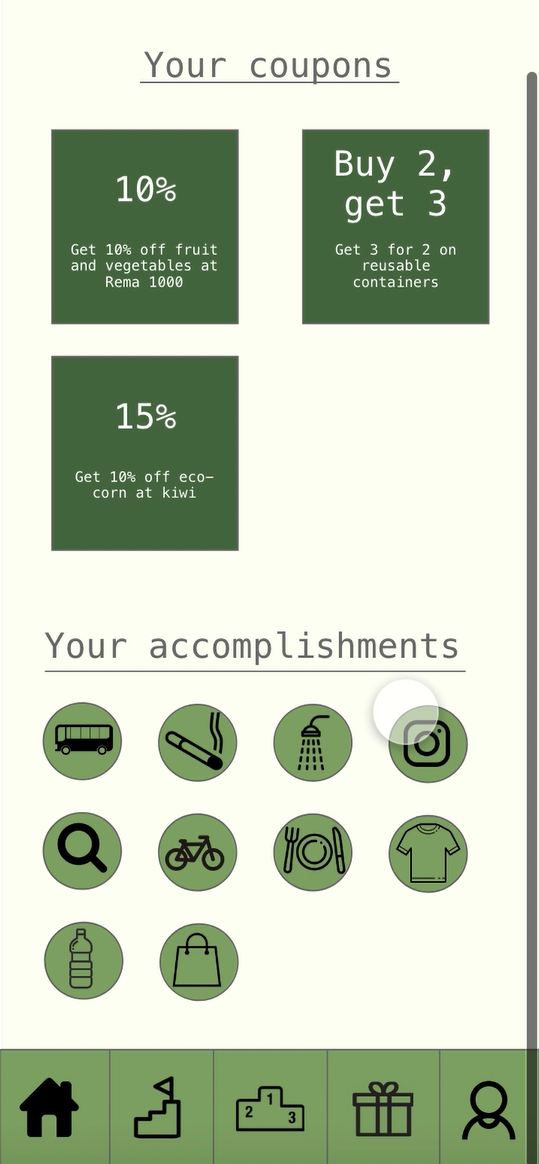 Your coupons
10%
Get 10% off fruit
and vegetables at
Rema 1000
Buy 2,
get 3
Get 3 for 2 on
reusable
containers
15%
Get 10% off eco-
corn at kiwi
Your accomplishments
2 1 3